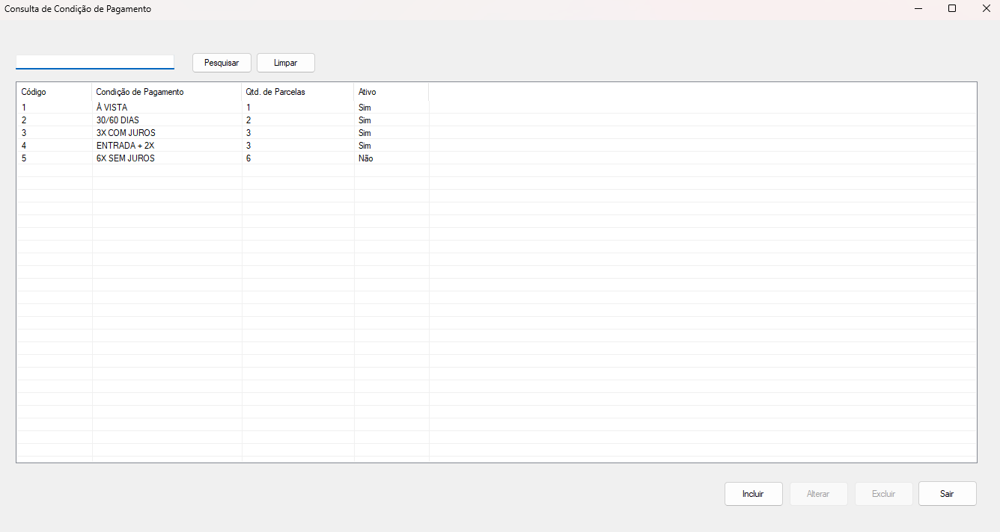 Consulta de Condição de Pagamento
Pesquisar Limpar
Código Condição de Pagamento Qtd. de Parcelas Ativo
1 À VISTA 1 Sim
2 30/60 DIAS 2 Sim
3 3X COM JUROS 3 Sim
4 ENTRADA + 2X 3 Sim
5 6X SEM JUROS 6 Não
Incluir Alterar Excluir Sair